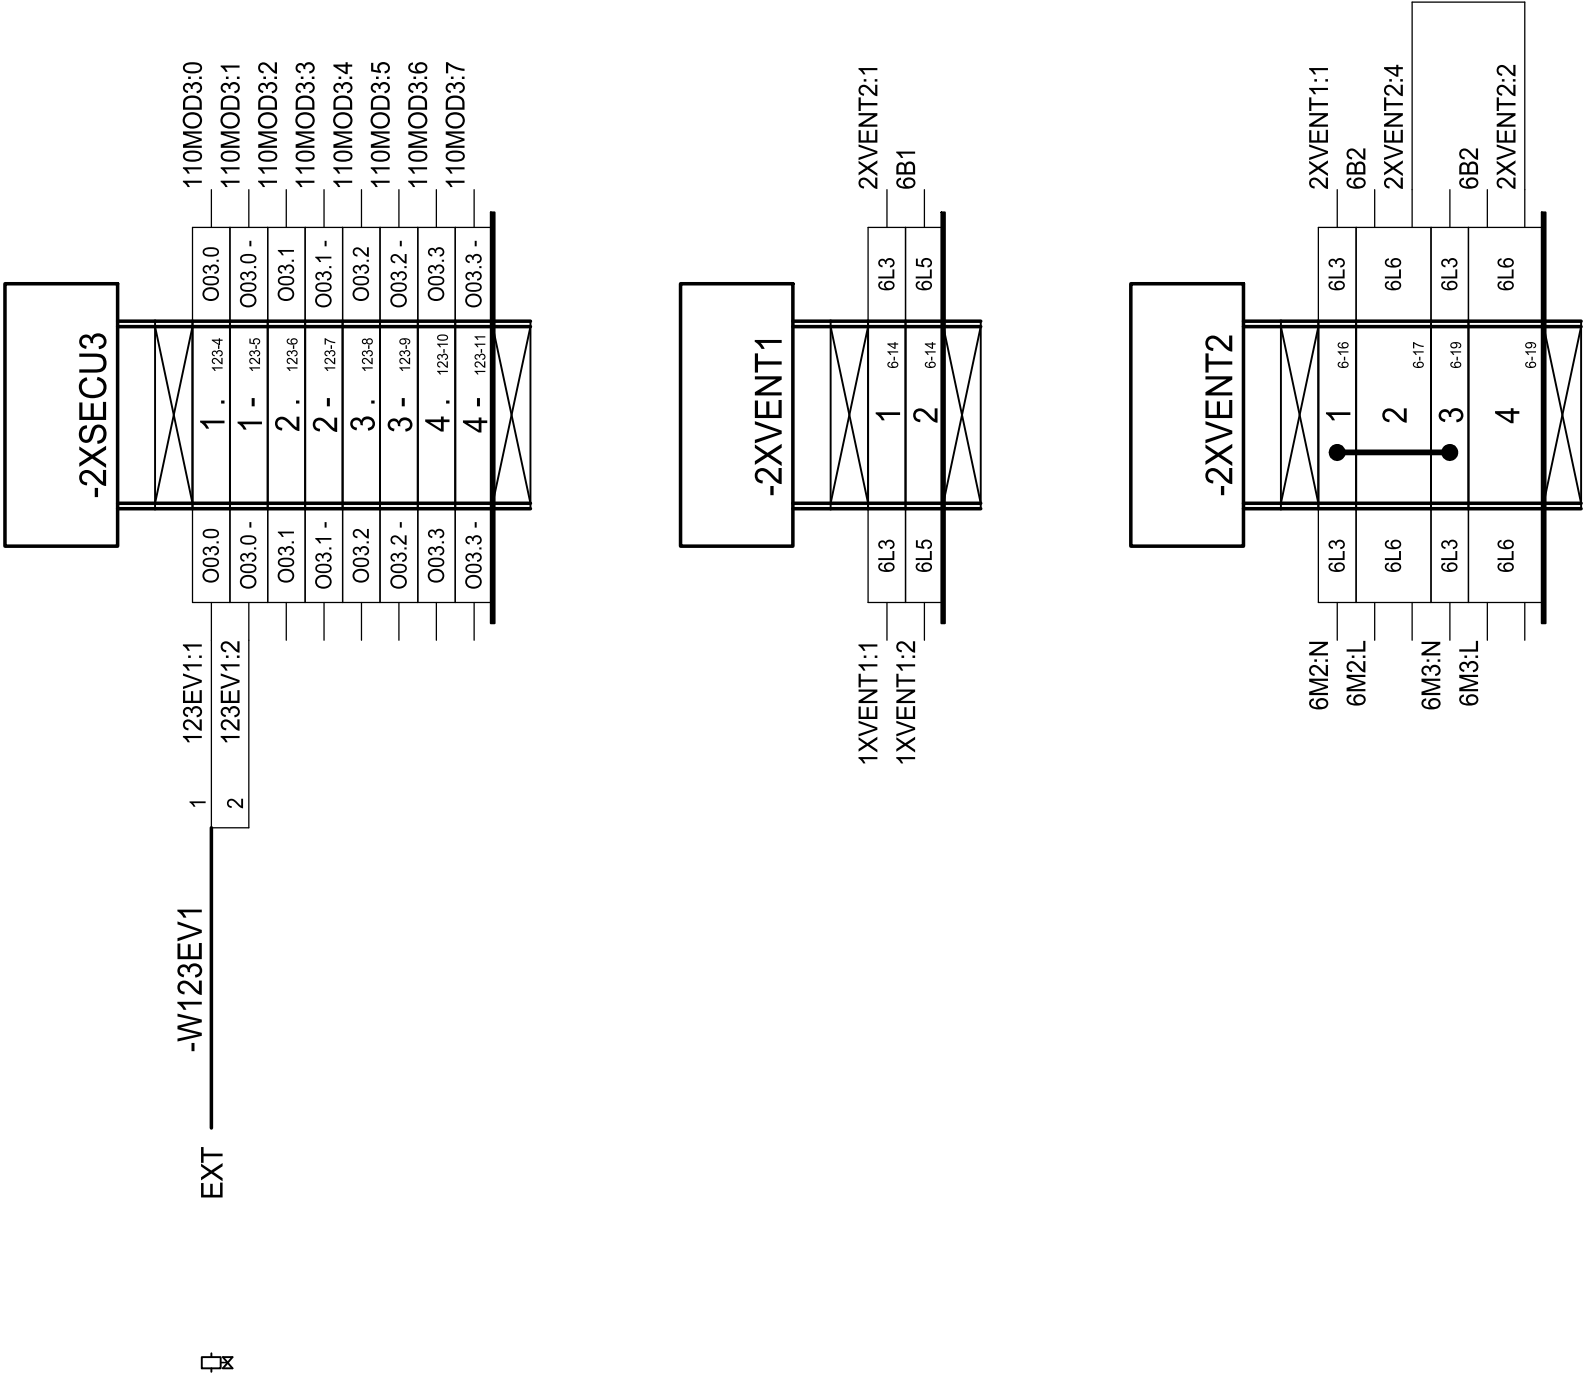 -2XSECU3
110MOD3:0
110MOD3:1
110MOD3:2
110MOD3:3
110MOD3:4
110MOD3:5
110MOD3:6
110MOD3:7
O03.0
O03.0 -
O03.1
O03.1 -
O03.2
O03.2 -
O03.3
O03.3 -
123-4
123-5
123-6
123-7
123-8
123-9
123-10
123-11
1 .
1 -
2 .
2 -
3 .
3 -
4 .
4 -
O03.0
O03.0 -
O03.1
O03.1 -
O03.2
O03.2 -
O03.3
O03.3 -
123EV1:1
123EV1:2
1
2
-W123EV1
EXT
-2XVENT1
2XVENT2:1
6B1
6L3
6L5
6-14
6-14
1
2
6L3
6L5
1XVENT1:1
1XVENT1:2
-2XVENT2
2XVENT1:1
6B2
2XVENT2:4
6B2
2XVENT2:2
6L3
6L6
6L3
6L6
6-16
6-17
6-19
6-19
1
2
3
4
6L3
6L6
6L3
6L6
6M2:N
6M2:L
6M3:N
6M3:L